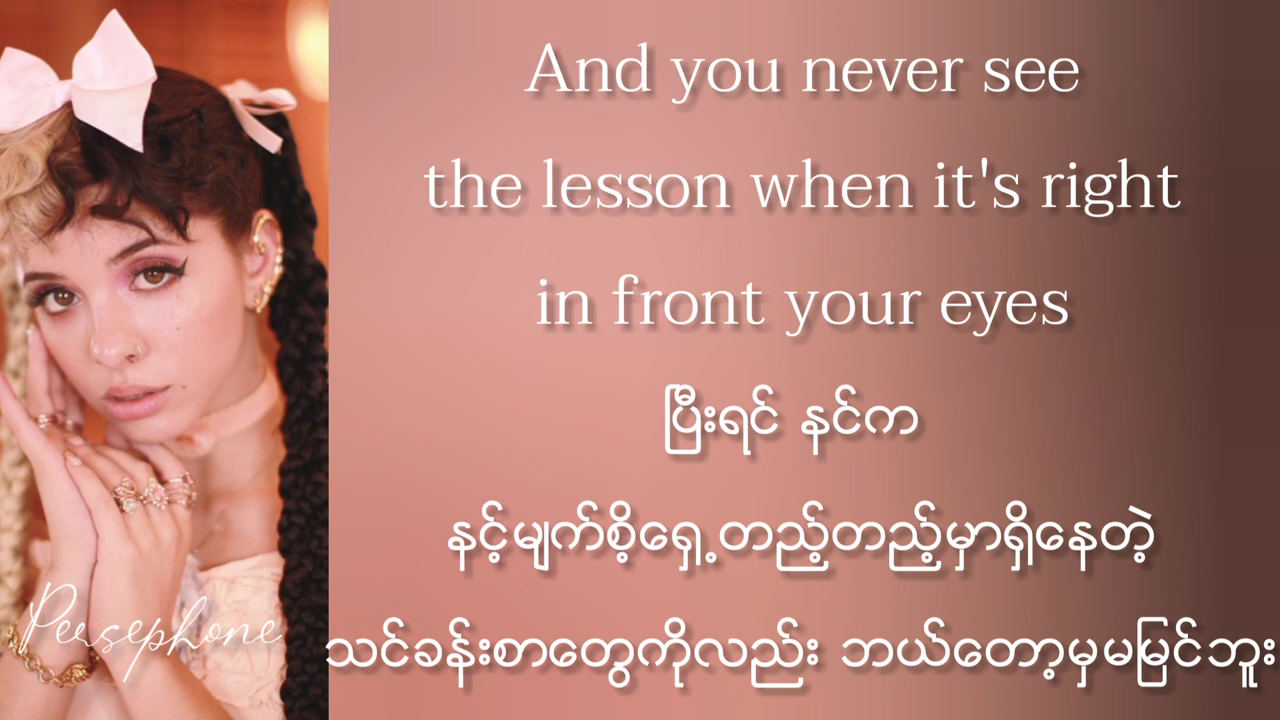 And you never see
the lesson when it's right
in front your eyes
ပြီးရင် နင်က
နင့်မျက်စိ့ရှေ့တည့်တည့်မှာရှိနေတဲ့
သင်ခန်းစာတွေကိုလည်း ဘယ်တော့မှမမြင်ဘူး
Persephone